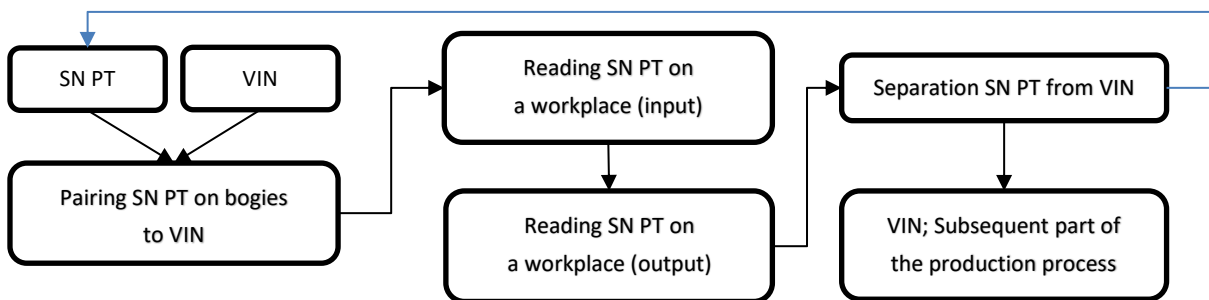 SN PT
VIN
Pairing SN PT on bogies
to VIN
Reading SN PT on
a workplace (input)
Reading SN PT on
a workplace (output)
Separation SN PT from VIN
VIN; Subsequent part of
the production process